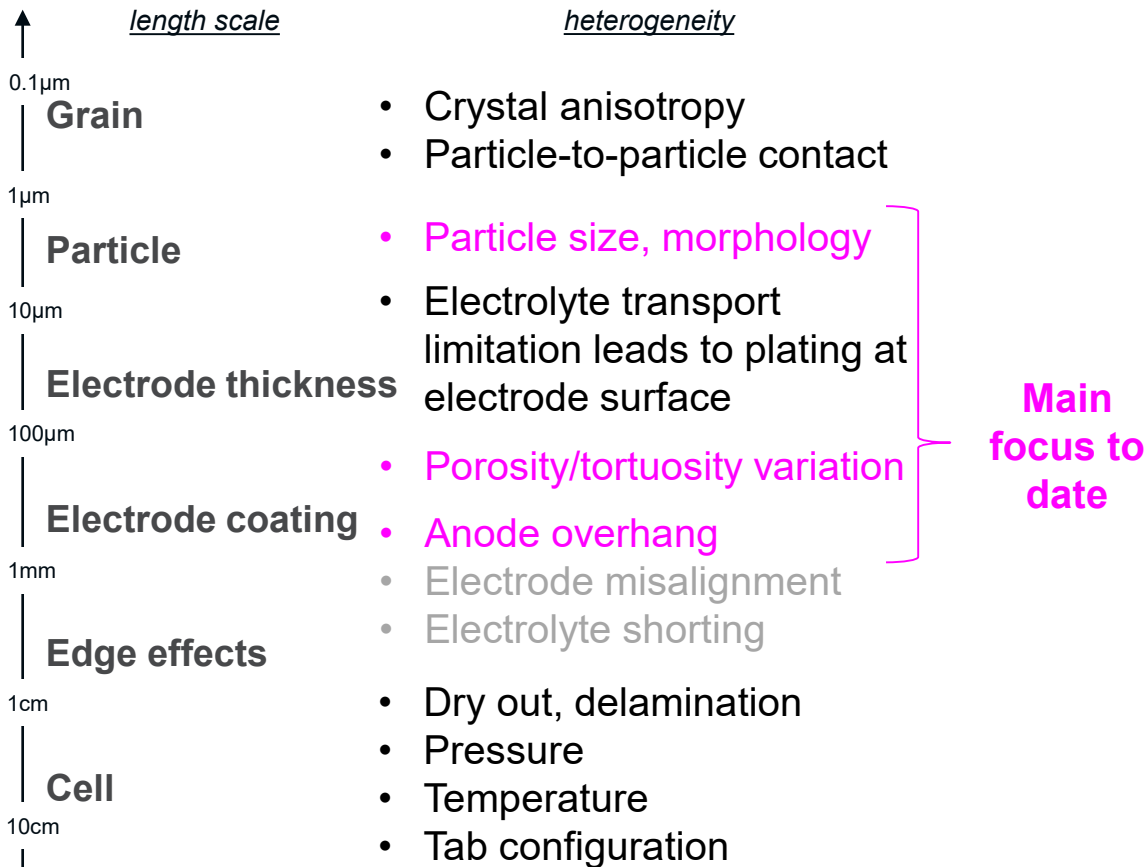 length scale
heterogeneity
0.1µm
Grain
• Crystal anisotropy
• Particle-to-particle contact
1µm
Particle
• Particle size, morphology
10µm
• Electrolyte transport
limitation leads to plating at
electrode surface
Electrode thickness
Main
focus to
date
100µm
• Porosity/tortuosity variation
Electrode coating
• Anode overhang
1mm
• Electrode misalignment
• Electrolyte shorting
Edge effects
1cm
• Dry out, delamination
• Pressure
Cell
• Temperature
10cm
• Tab configuration